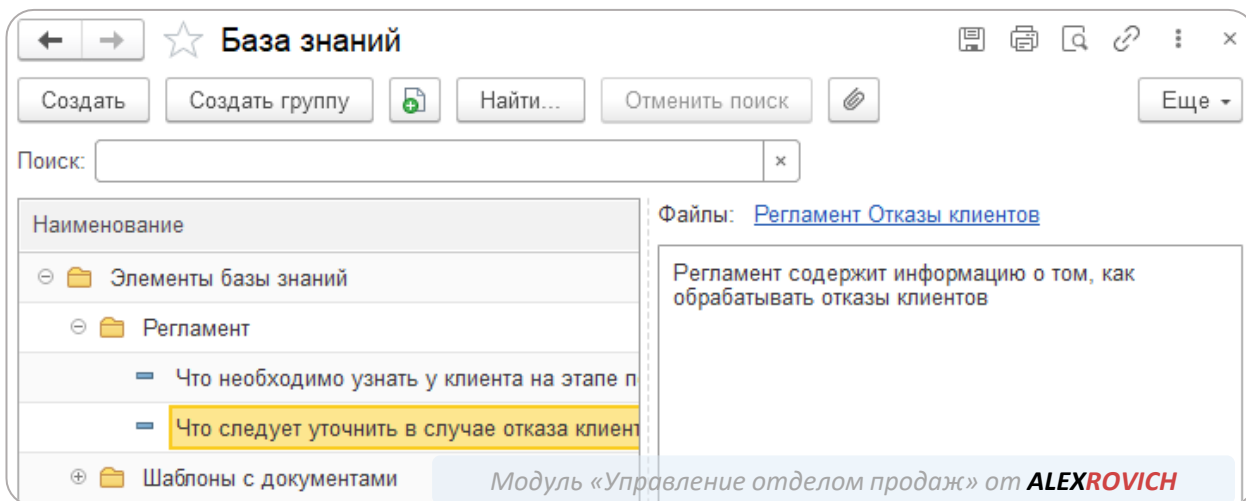 База знаний
Создать Создать группу Найти... Отменить поиск Еще
Поиск:
Наименование
Файлы: Регламент Отказы клиентов
Элементы базы знаний
Регламент содержит информацию о том, как
обрабатывать отказы клиентов
Регламент
Что необходимо узнать у клиента на этапе п
Что следует уточнить в случае отказа клиент
Шаблоны с документами
Модуль «Управление отделом продаж» от ALEXROVICH